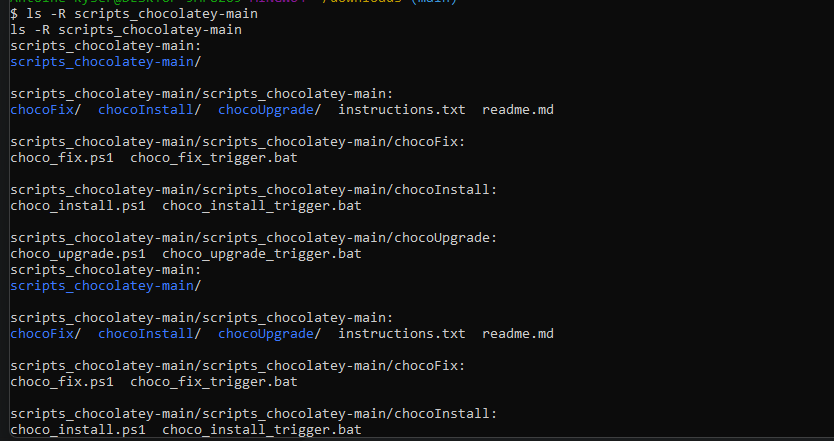 $ ls -R scripts_chocolatey-main
ls -R scripts_chocolatey-main
scripts_chocolatey-main:
scripts_chocolatey-main/

scripts_chocolatey-main/scripts_chocolatey-main:
chocoFix/  chocoInstall/  chocoUpgrade/  instructions.txt  readme.md

scripts_chocolatey-main/scripts_chocolatey-main/chocoFix:
choco_fix.ps1  choco_fix_trigger.bat

scripts_chocolatey-main/scripts_chocolatey-main/chocoInstall:
choco_install.ps1  choco_install_trigger.bat

scripts_chocolatey-main/scripts_chocolatey-main/chocoUpgrade:
choco_upgrade.ps1  choco_upgrade_trigger.bat
scripts_chocolatey-main:
scripts_chocolatey-main/

scripts_chocolatey-main/scripts_chocolatey-main:
chocoFix/  chocoInstall/  chocoUpgrade/  instructions.txt  readme.md

scripts_chocolatey-main/scripts_chocolatey-main/chocoFix:
choco_fix.ps1  choco_fix_trigger.bat

scripts_chocolatey-main/scripts_chocolatey-main/chocoInstall:
choco_install.ps1  choco_install_trigger.bat